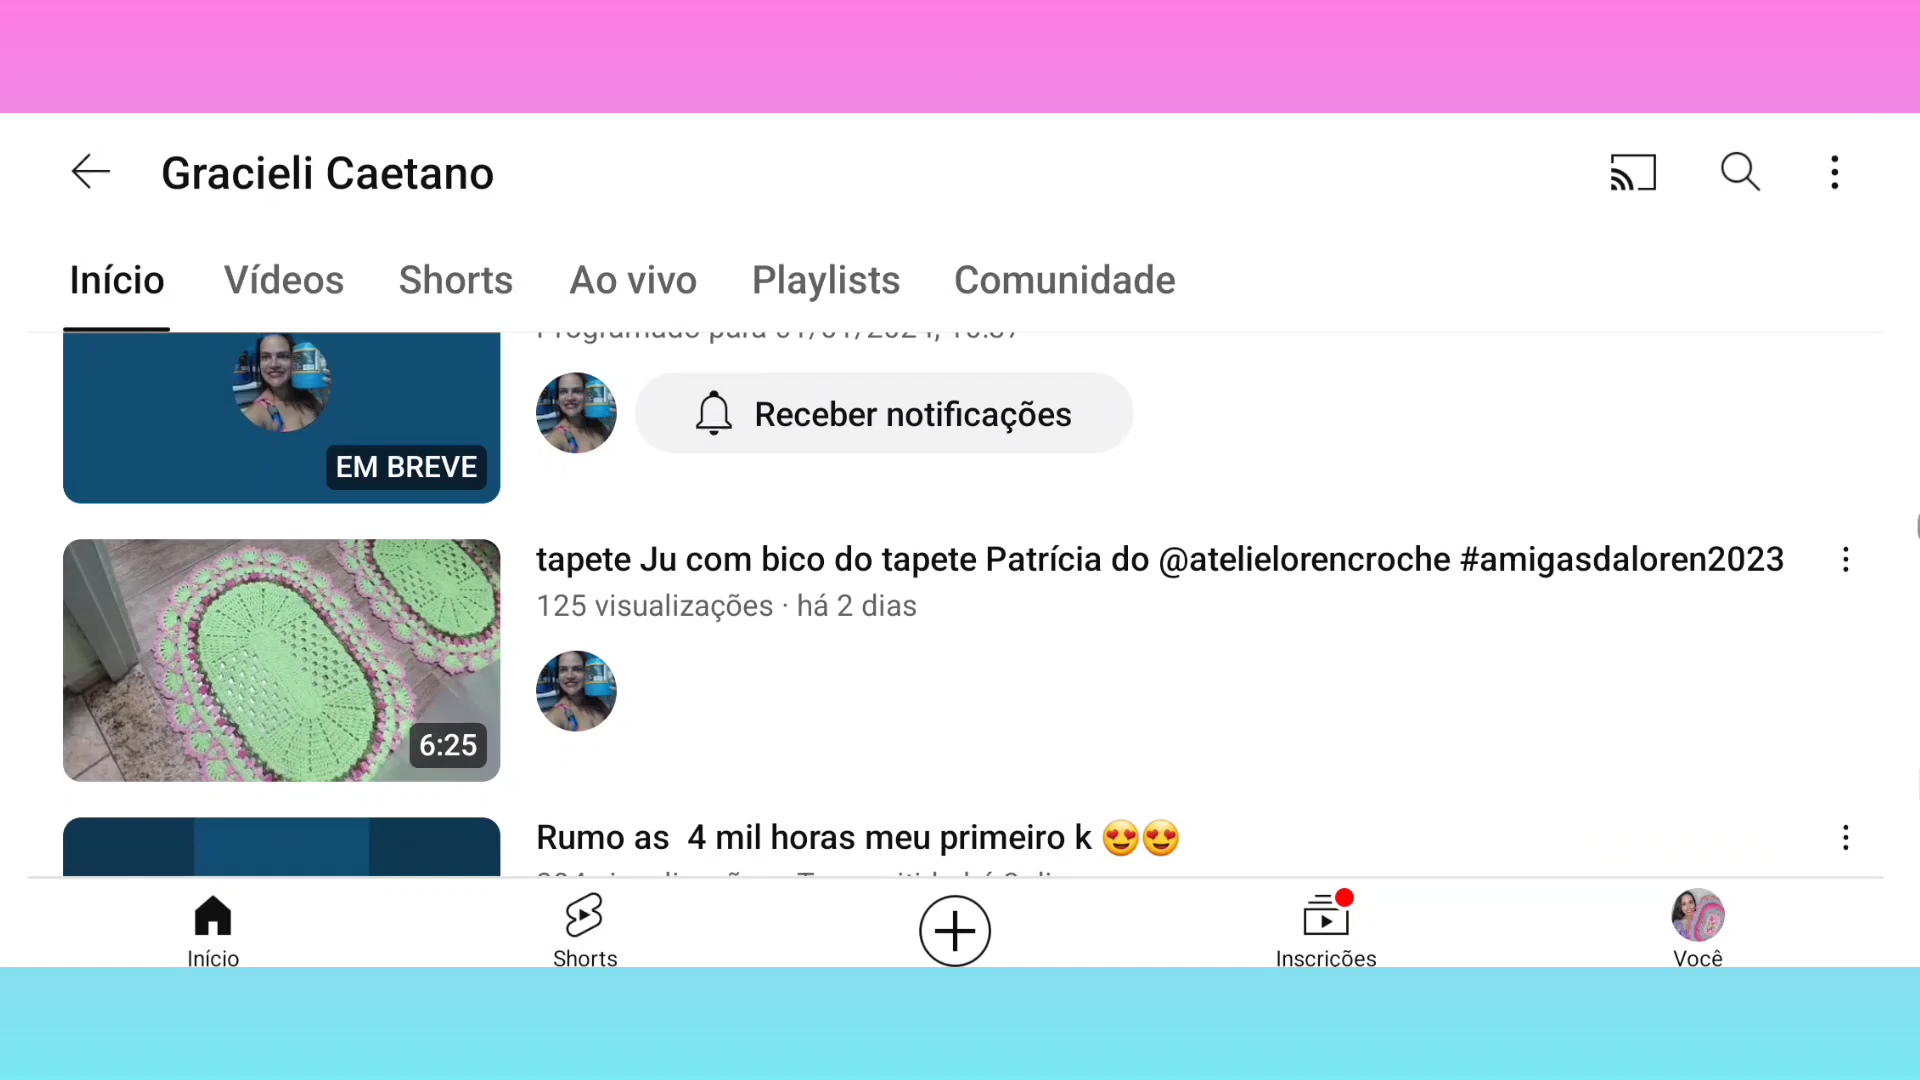 Gracieli Caetano
Início Vídeos Shorts Ao vivo Playlists Comunidade
Receber notificações
EM BREVE
tapete Ju com bico do tapete Patrícia do @atelielorencroche #amigasdaloren2023
125 visualizações · há 2 dias
6:25
Rumo as 4 mil horas meu primeiro k 😍😍
Início Shorts Inscrições Você